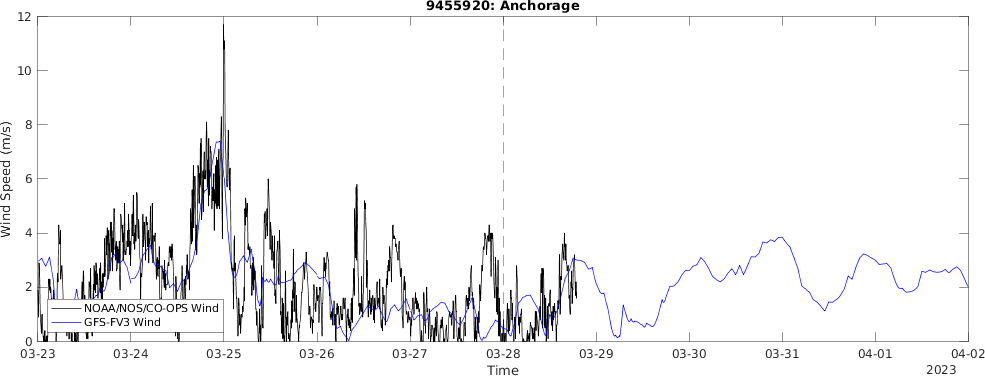 9455920: Anchorage
12
10
8
6
4
2
0
Wind Speed (m/s)
NOAA/NOS/CO-OPS Wind
GFS-FV3 Wind
03-23 03-24 03-25 03-26 03-27 03-28 03-29 03-30 03-31 04-01 04-02
Time
2023